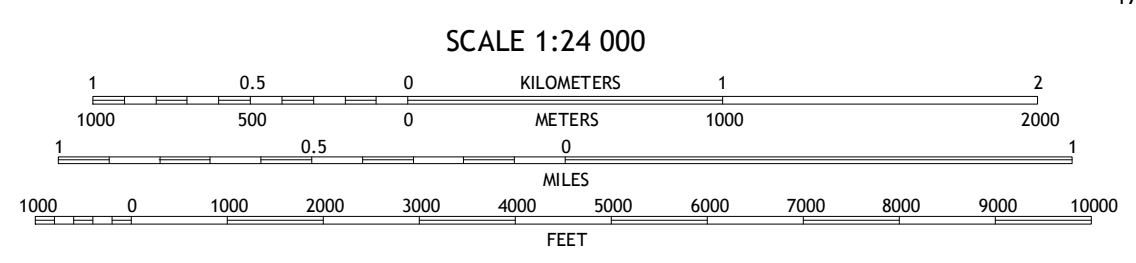 SCALE 1:24 000
1 0.5 0 KILOMETERS 1 2
1000 500 0 METERS 1000 2000
1 0.5 0 1
MILES
1000 0 1000 2000 3000 4000 5000 6000 7000 8000 9000 10000
FEET